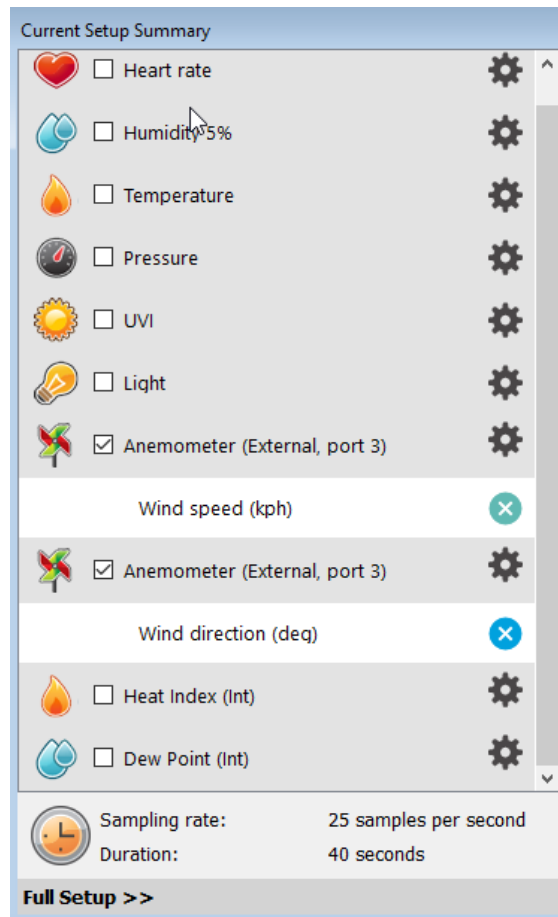 Current Setup Summary
Heart rate
Humidity 5%
Temperature
Pressure
UVI
Light
Anemometer (External, port 3)
Wind speed (kph)
Anemometer (External, port 3)
Wind direction (deg)
Heat Index (Int)
Dew Point (Int)
Sampling rate: 25 samples per second
Duration: 40 seconds
Full Setup >>